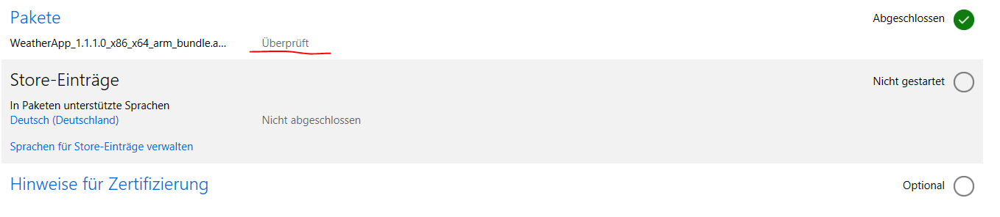 Pakete
Abgeschlossen
WeatherApp_1.1.1.0_x86_x64_arm_bundle.a...
Überprüft
Store-Einträge
Nicht gestartet
In Paketen unterstützte Sprachen
Deutsch (Deutschland)
Nicht abgeschlossen
Sprachen für Store-Einträge verwalten
Hinweise für Zertifizierung
Optional